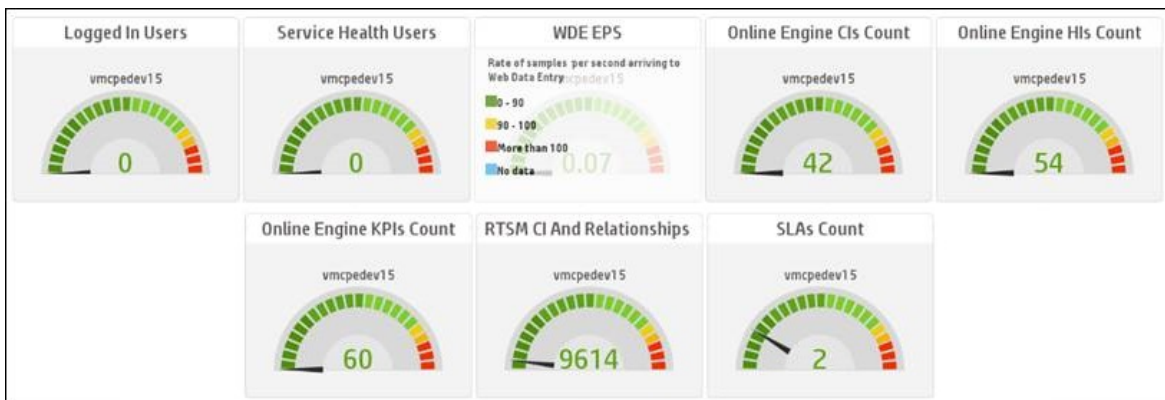 Logged In Users
vmcpedev15
0
Service Health Users
vmcpedev15
0
WDE EPS
Rate of samples per second arriving to
Web Data Entry
vmcpedev15
0 - 90
90 - 100
More than 100
No data
0.07
Online Engine CIs Count
vmcpedev15
42
Online Engine HIs Count
vmcpedev15
54
Online Engine KPIs Count
vmcpedev15
60
RTSM CI And Relationships
vmcpedev15
9614
SLAs Count
vmcpedev15
2